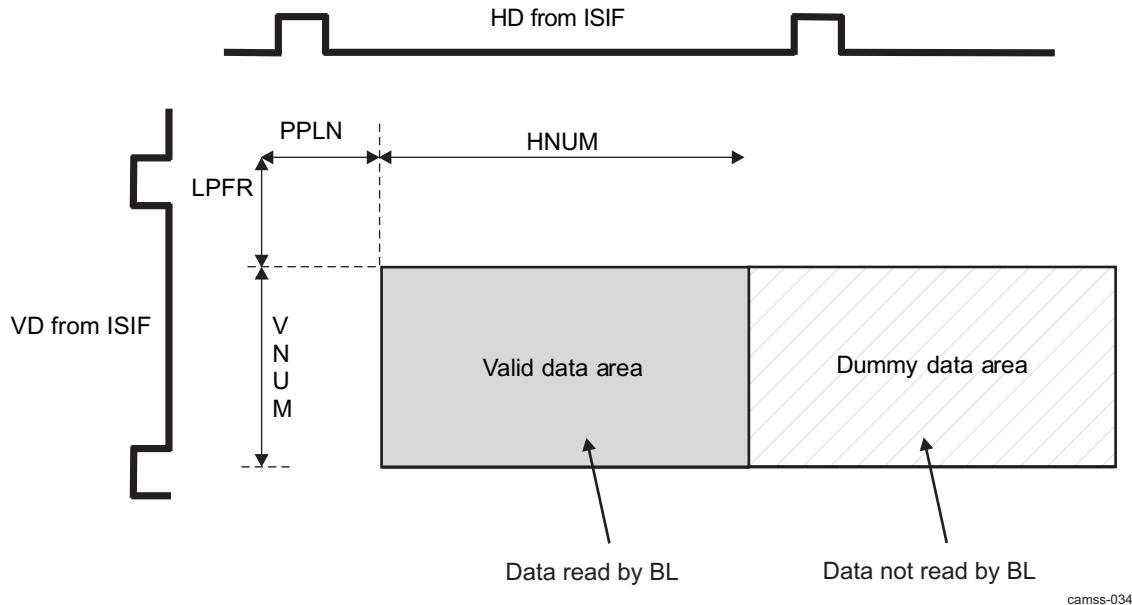 HD from ISIF
PPLN
HNUM
LPFR
VD from ISIF
V
N
U
M
Valid data area
Dummy data area
Data read by BL
Data not read by BL
camss-034